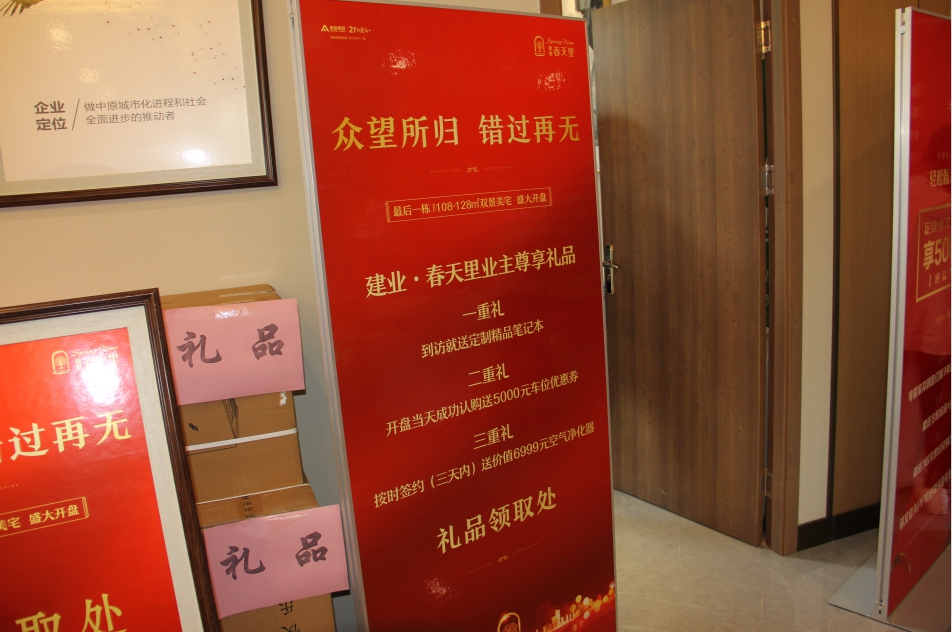 企业
定位
做中原城市化进程和社会
全面进步的推动者
春天里
众望所归 错过再无
最后一栋|108-128㎡双景美宅 盛大开盘
建业·春天里业主尊享礼品
一重礼
到访就送定制精品笔记本
二重礼
开盘当天成功认购送5000元车位优惠券
三重礼
按时签约（三天内）送价值6999元空气净化器
礼品领取处
礼 品
礼 品
过再无
美宅 盛大开盘
取处
享50